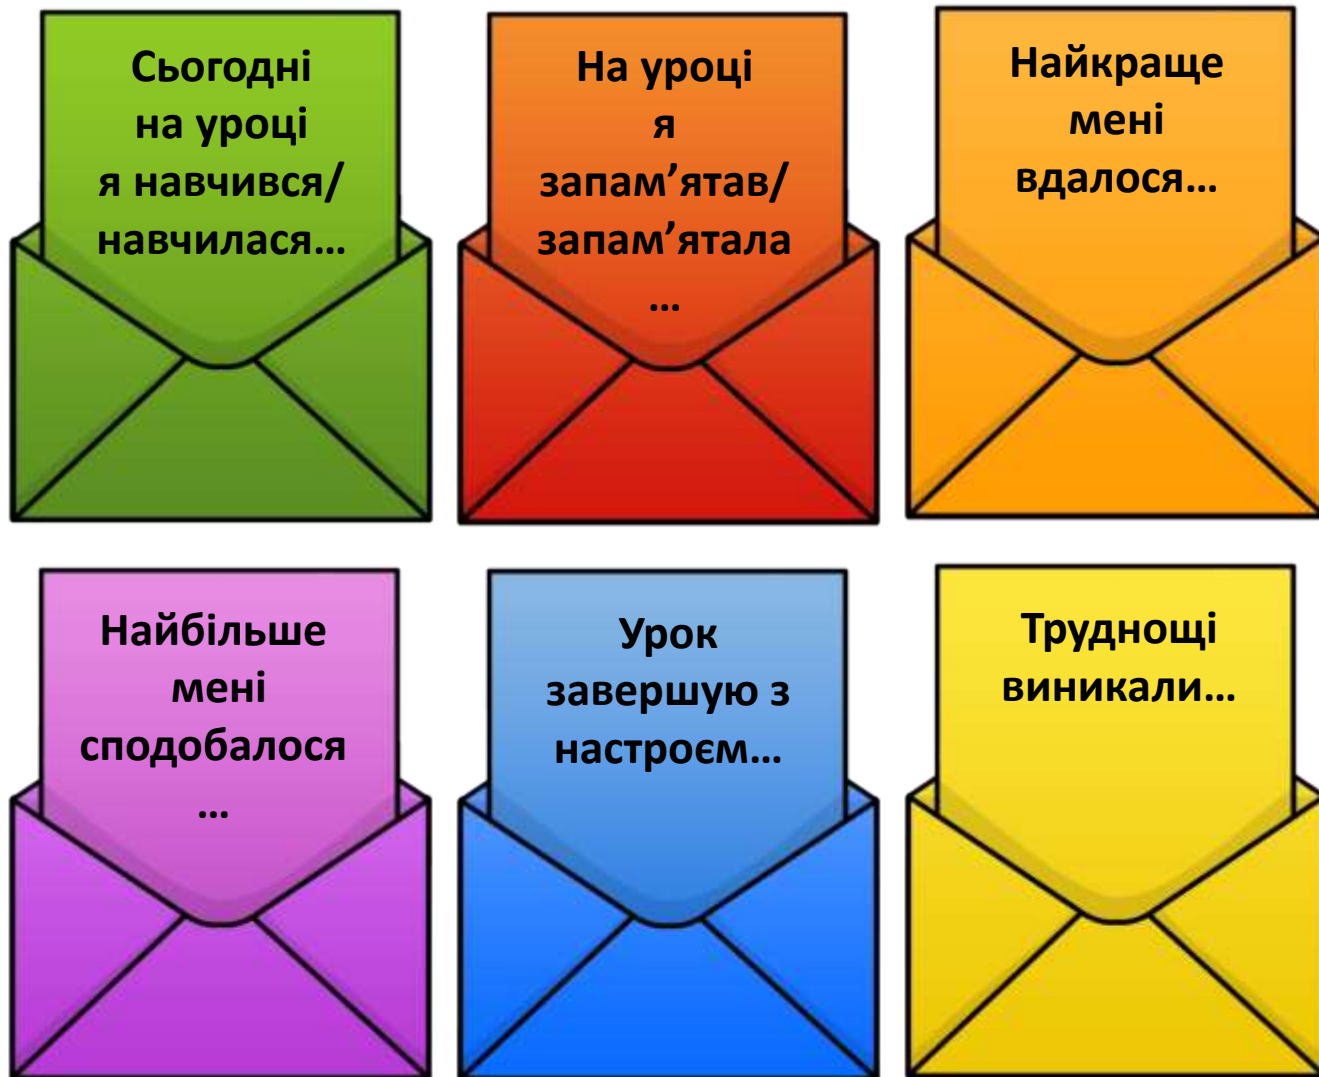 Сьогодні
на уроці
я навчився/
навчилася…
На уроці
я
запам’ятав/
запам’ятала
…
Найкраще
мені
вдалося…
Найбільше
мені
сподобалося
…
Урок
завершую з
настроєм…
Труднощі
виникали…